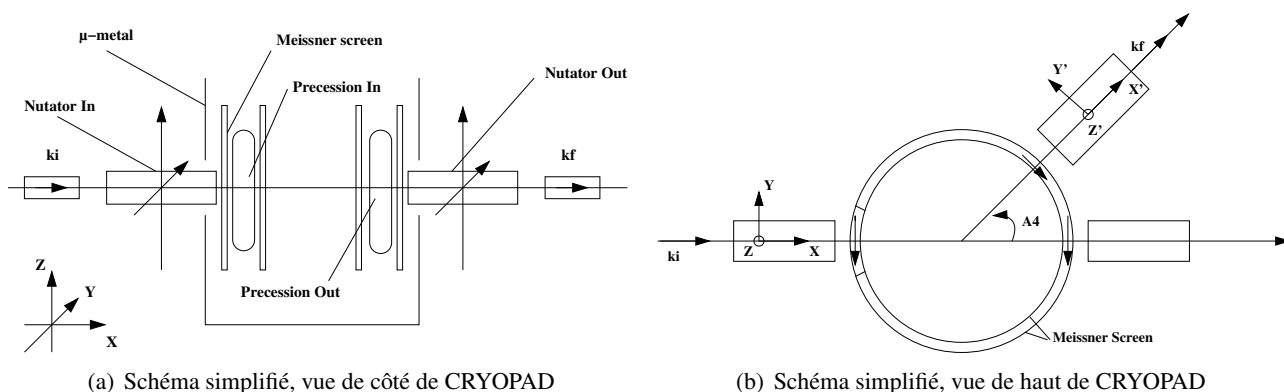 μ−metal
Meissner screen
Precession In
Nutator Out
Nutator In
ki
kf
Precession Out
Z
Y
X
(a) Schéma simplifié, vue de côté de CRYOPAD
kf
Y'
X'
Z'
Y
A4
Z
X
ki
Meissner Screen
(b) Schéma simplifié, vue de haut de CRYOPAD